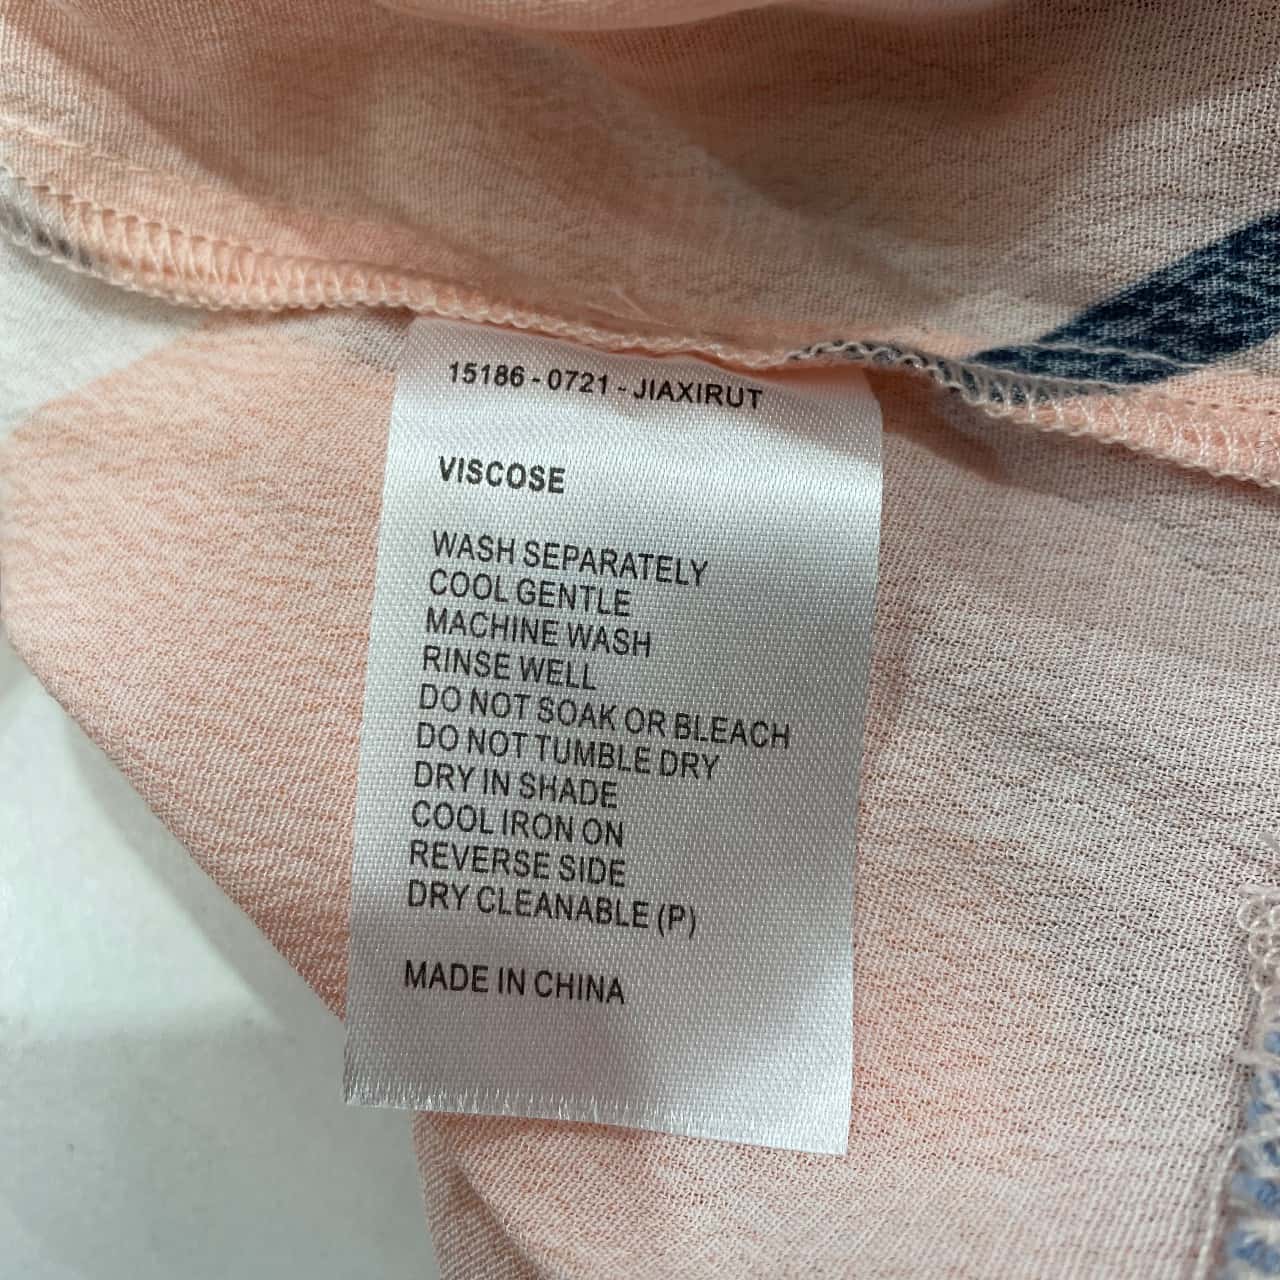 15186 - 0721 - JIAXIRUT
VISCOSE
WASH SEPARATELY
COOL GENTLE
MACHINE WASH
RINSE WELL
DO NOT SOAK OR BLEACH
DO NOT TUMBLE DRY
DRY IN SHADE
COOL IRON ON
REVERSE SIDE
DRY CLEANABLE (P)
MADE IN CHINA